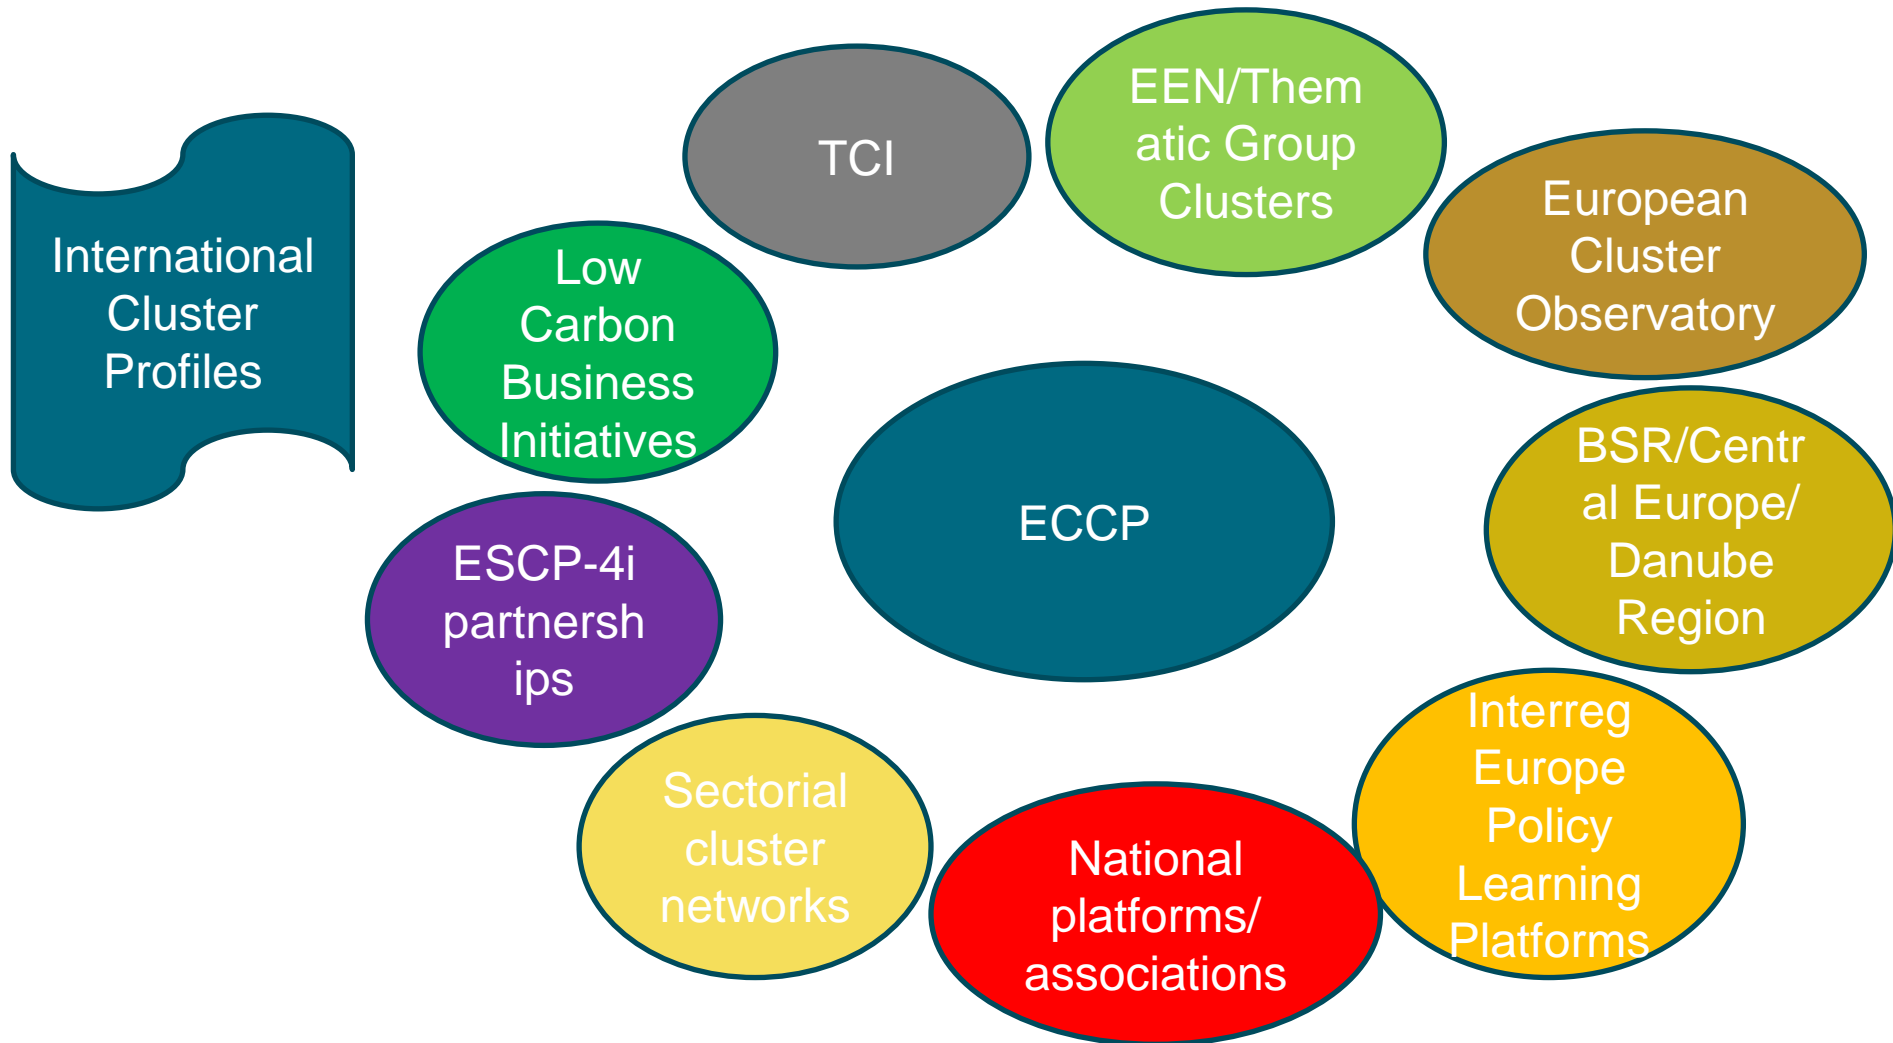 International
Cluster
Profiles
TCI
EEN/Them
atic Group
Clusters
European
Cluster
Observatory
Low
Carbon
Business
Initiatives
ECCP
BSR/Centr
al Europe/
Danube
Region
ESCP-4i
partnersh
ips
Sectorial
cluster
networks
National
platforms/
associations
Interreg
Europe
Policy
Learning
Platforms